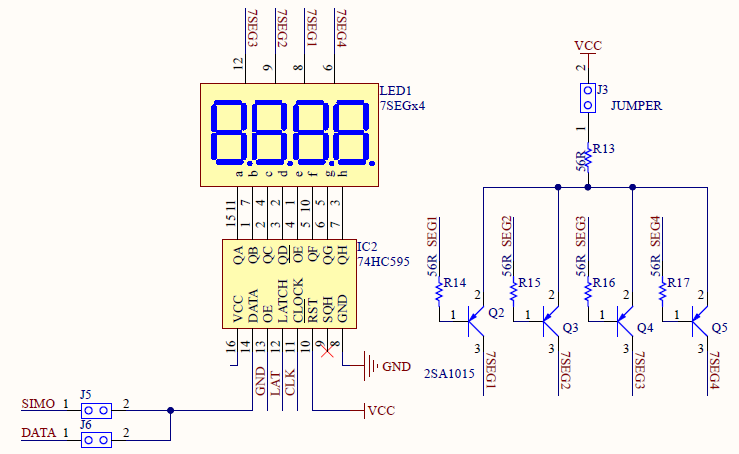 7SEG3 7SEG2 7SEG1 7SEG4
12 9 8 6
LED1
7SEGx4
a b c d e f g h
11 7 4 2 1 10 5 3
15 1 2 3 4 5 6 7
IC2
74HC595
QA QB QC QD OE QF QG QH
VCC DATA OE LATCH CLOCK RST SQH GND
16 14 13 12 11 10 9 8
GND LAT CLK
GND
VCC
SIMO 1 J5 2
DATA 1 J6 2
VCC
2
J3
JUMPER
1
56R R13
SEG1 SEG2 SEG3 SEG4
56R 56R 56R 56R
R14 R15 R16 R17
2 2 2 2
1 1 1 1
Q2 Q3 Q4 Q5
3 3 3 3
2SA1015
7SEG1 7SEG2 7SEG3 7SEG4